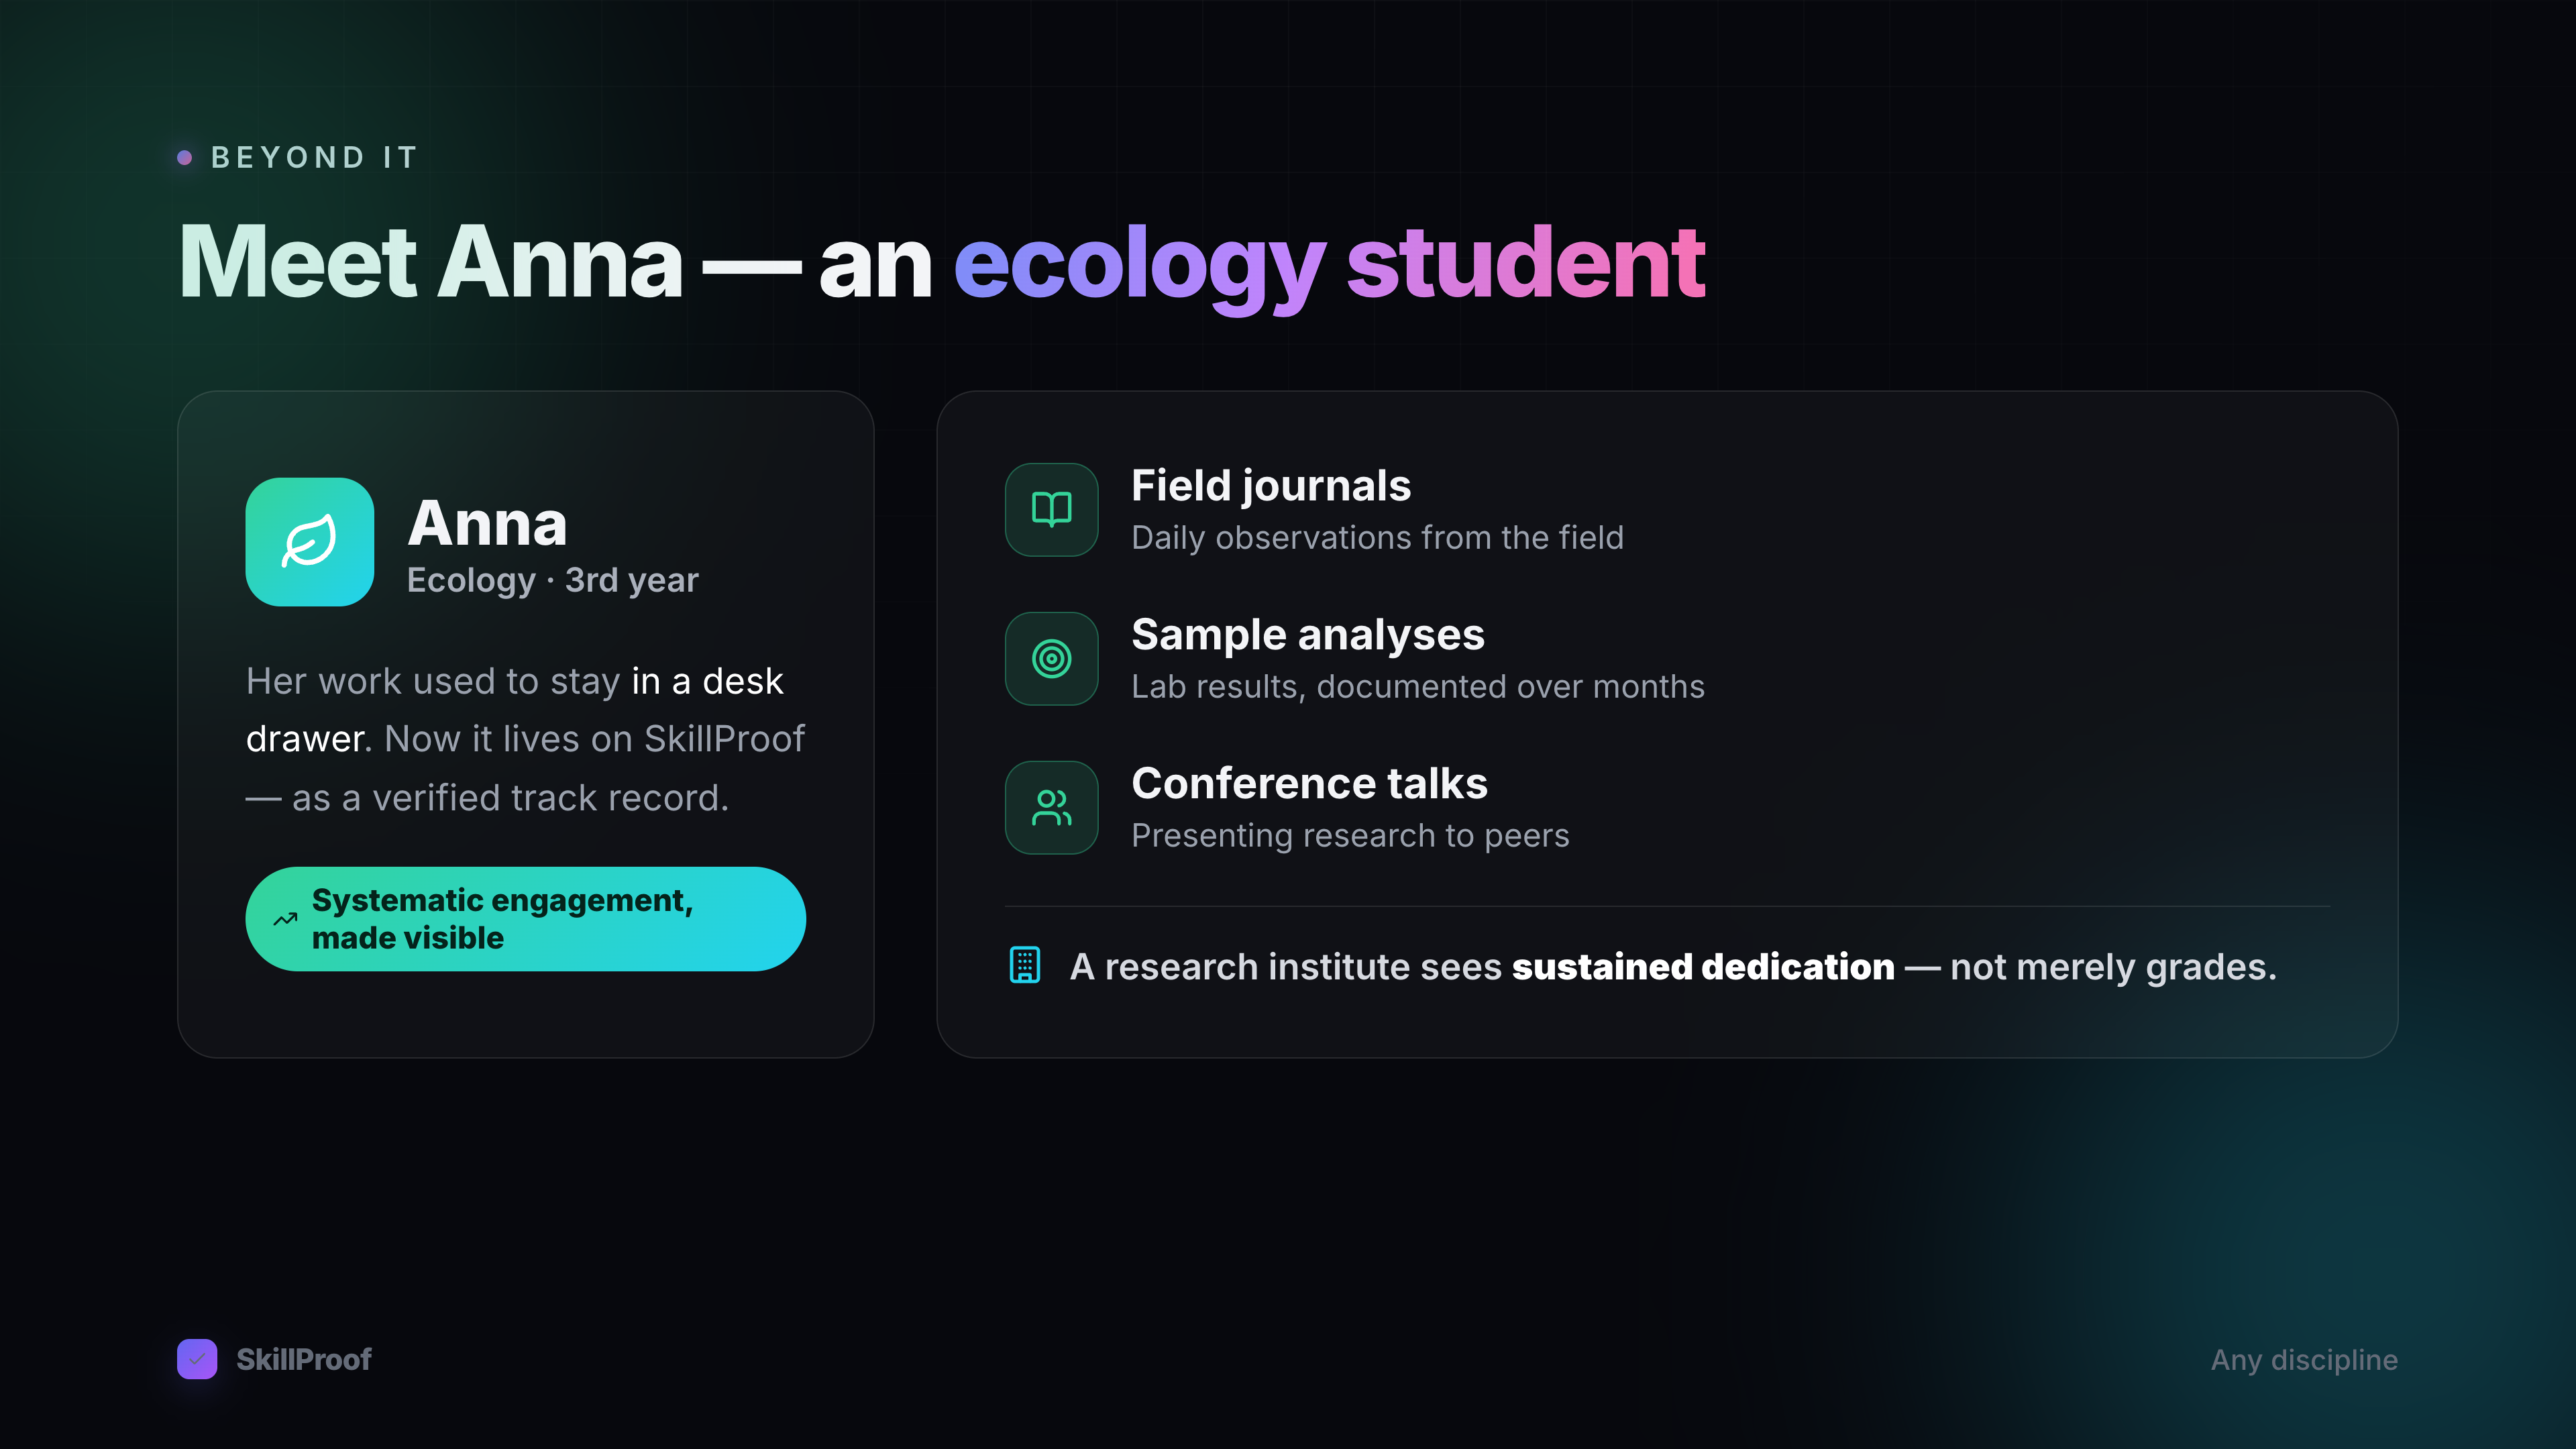 BEYOND IT
Meet Anna — an ecology student
Anna
Ecology · 3rd year
Her work used to stay in a desk
drawer. Now it lives on SkillProof
— as a verified track record.
Systematic engagement,
made visible
Field journals
Daily observations from the field
Sample analyses
Lab results, documented over months
Conference talks
Presenting research to peers
A research institute sees sustained dedication — not merely grades.
SkillProof
Any discipline